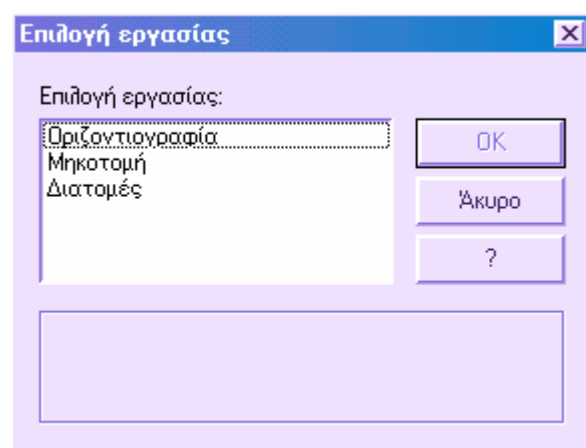 Επιλογή εργασίας
Επιλογή εργασίας:
Οριζοντιογραφία
Μηκοτομή
Διατομές
OK
Άκυρο
?